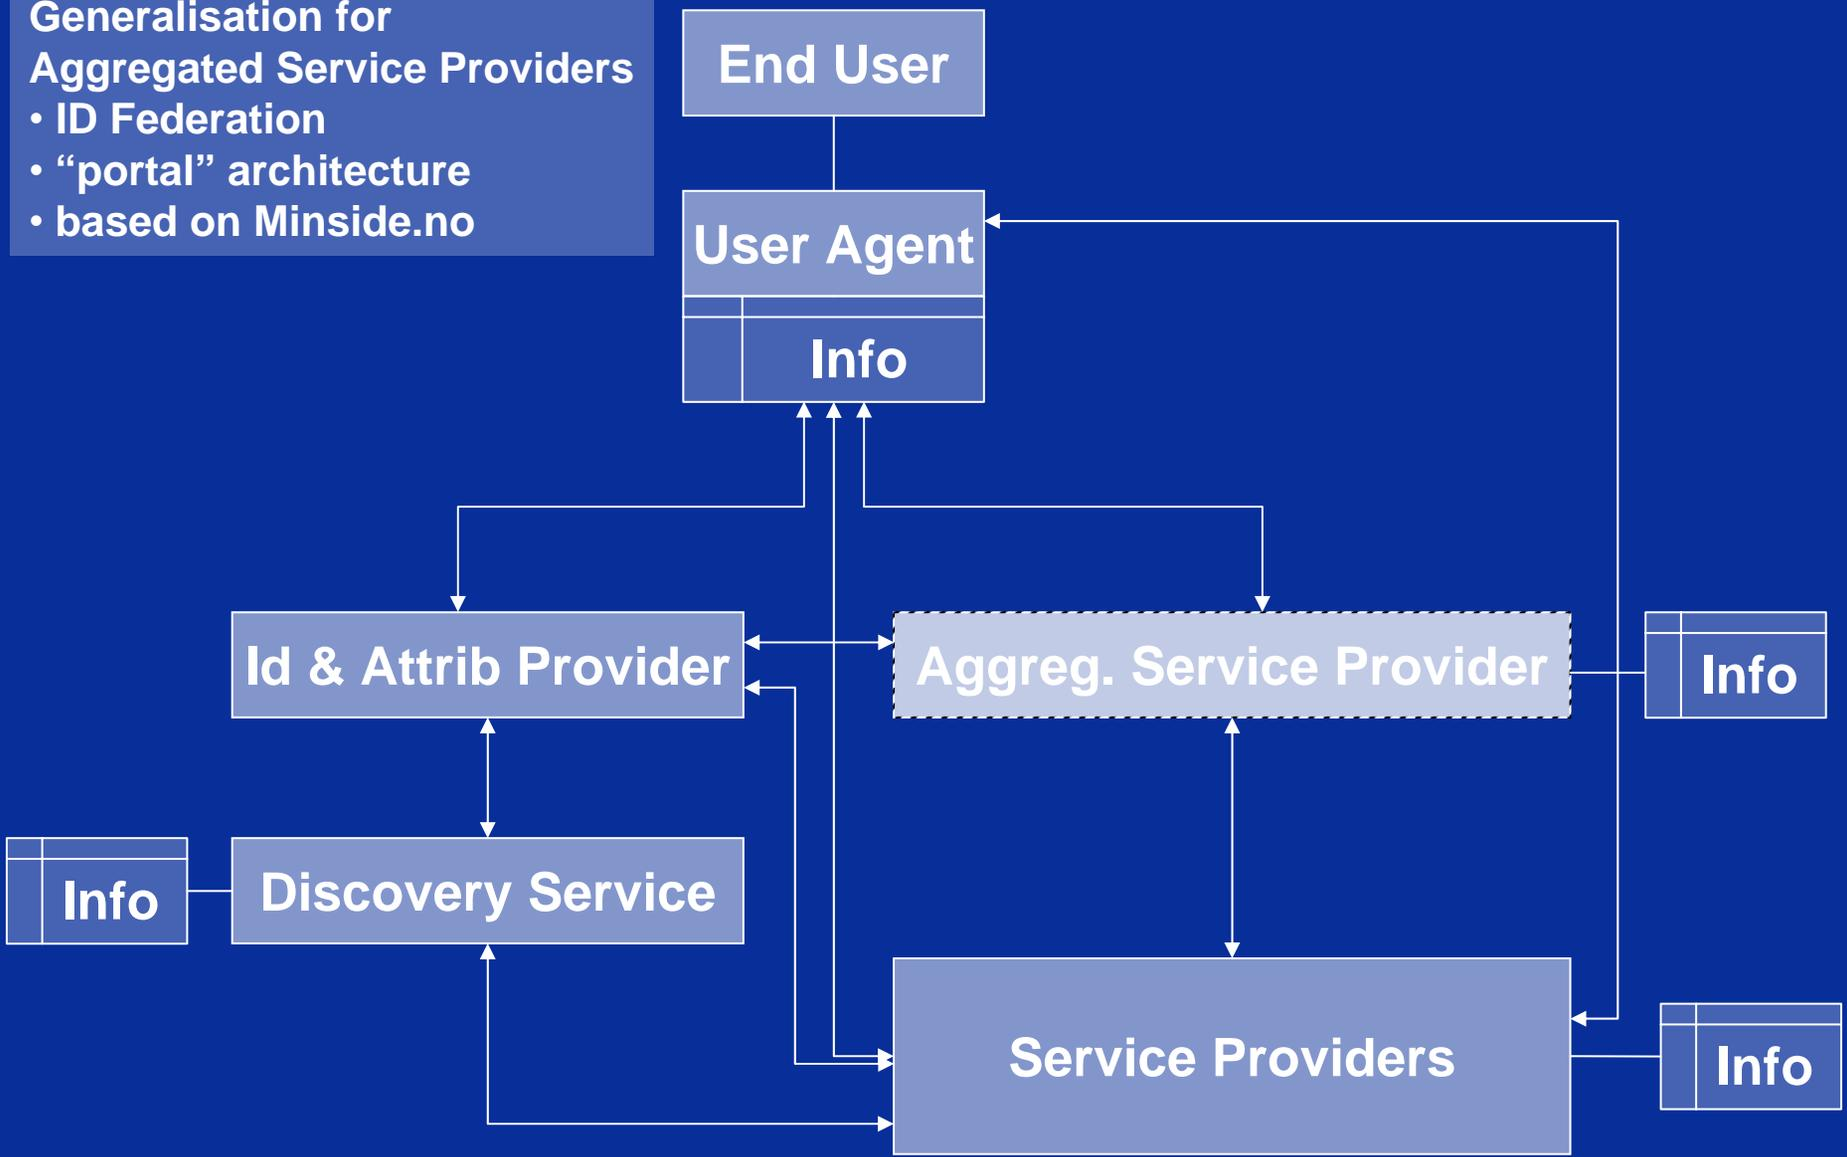 Generalisation for
Aggregated Service Providers
• ID Federation
• “portal” architecture
• based on Minside.no
End User
User Agent
Info
Id & Attrib Provider
Aggreg. Service Provider
Info
Info
Discovery Service
Service Providers
Info